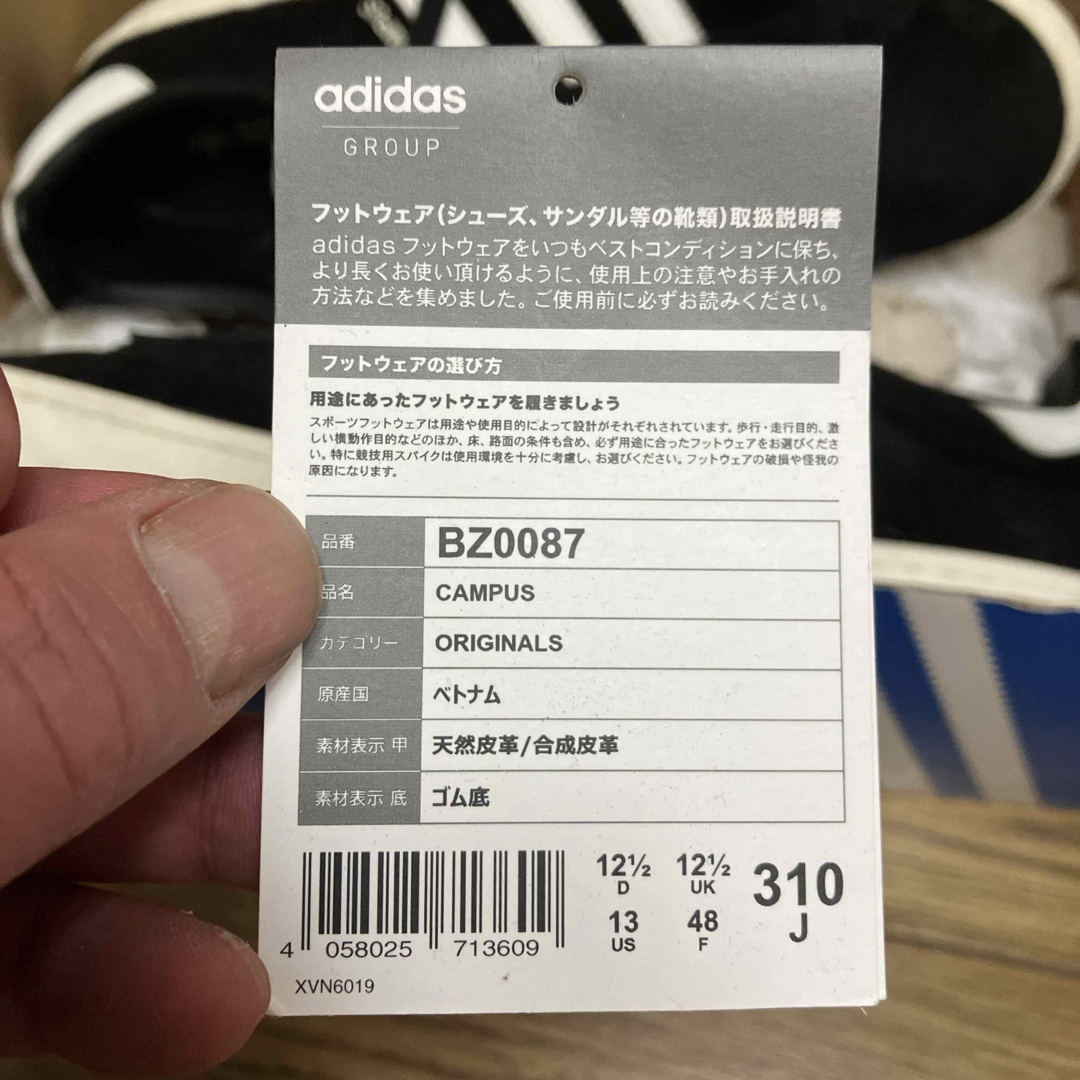 adidas
GROUP
フットウェア(シューズ、サンダル等の靴類)取扱説明書
adidas フットウェアをいつもベストコンディションに保ち、
より長くお使い頂けるように、使用上の注意やお手入れの
方法などを集めました。ご使用前に必ずお読みください。
フットウェアの選び方
用途にあったフットウェアを履きましょう
スポーツフットウェアは用途や使用目的によって設計がそれぞれされています。歩行・走行目的、激
しい横動作目的などのほか、床、路面の条件も含め、必ず用途に合ったフットウェアをお選びくださ
い。特に競技用スパイクは使用環境を十分に考慮し、お選びください。フットウェアの破損や怪我の
原因になります。
品番 BZ0087
品名 CAMPUS
カテゴリー ORIGINALS
原産国 ベトナム
素材表示 甲 天然皮革/合成皮革
素材表示 底 ゴム底
12½ 12½ 310
D UK J
13 48
US F
4 058025 713609
XVN6019